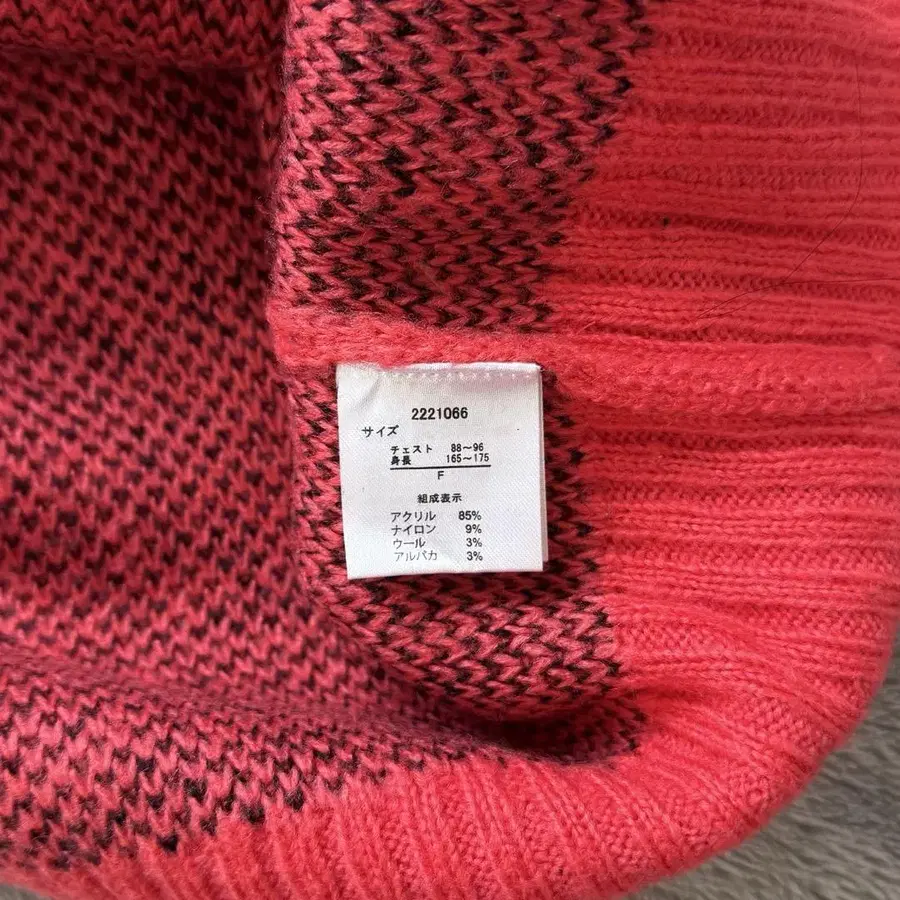 2221066
サイズ
チェスト 88～96
身長 165～175
F
組成表示
アクリル 85%
ナイロン 9%
ウール 3%
アルパカ 3%